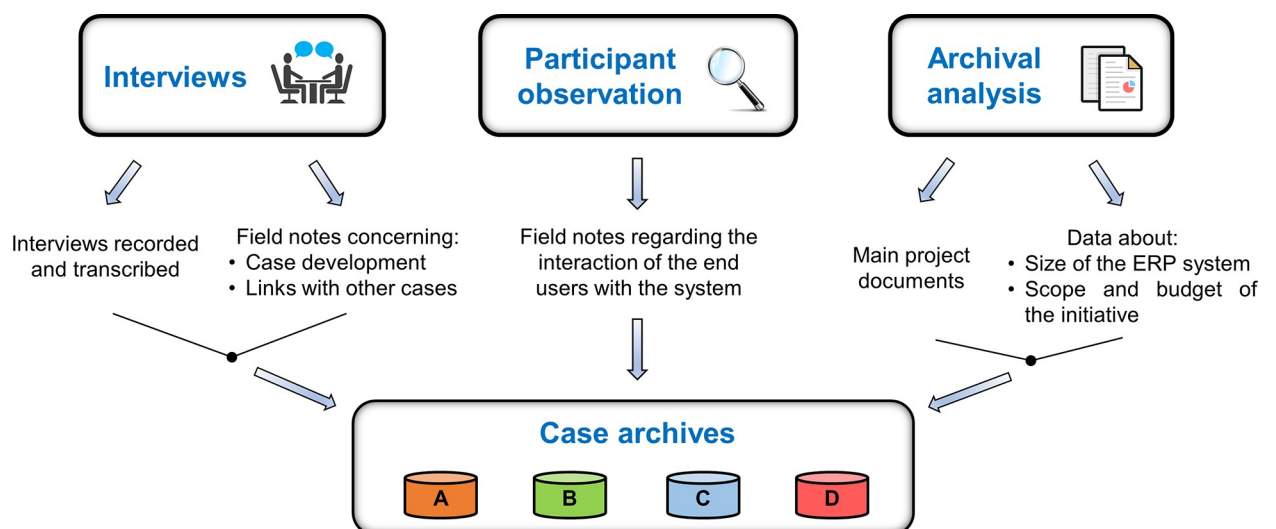 Interviews
Participant
observation
Archival
analysis
Interviews recorded
and transcribed
Field notes concerning:
• Case development
• Links with other cases
Field notes regarding the
interaction of the end
users with the system
Main project
documents
Data about:
• Size of the ERP system
• Scope and budget of
the initiative
Case archives
A
B
C
D